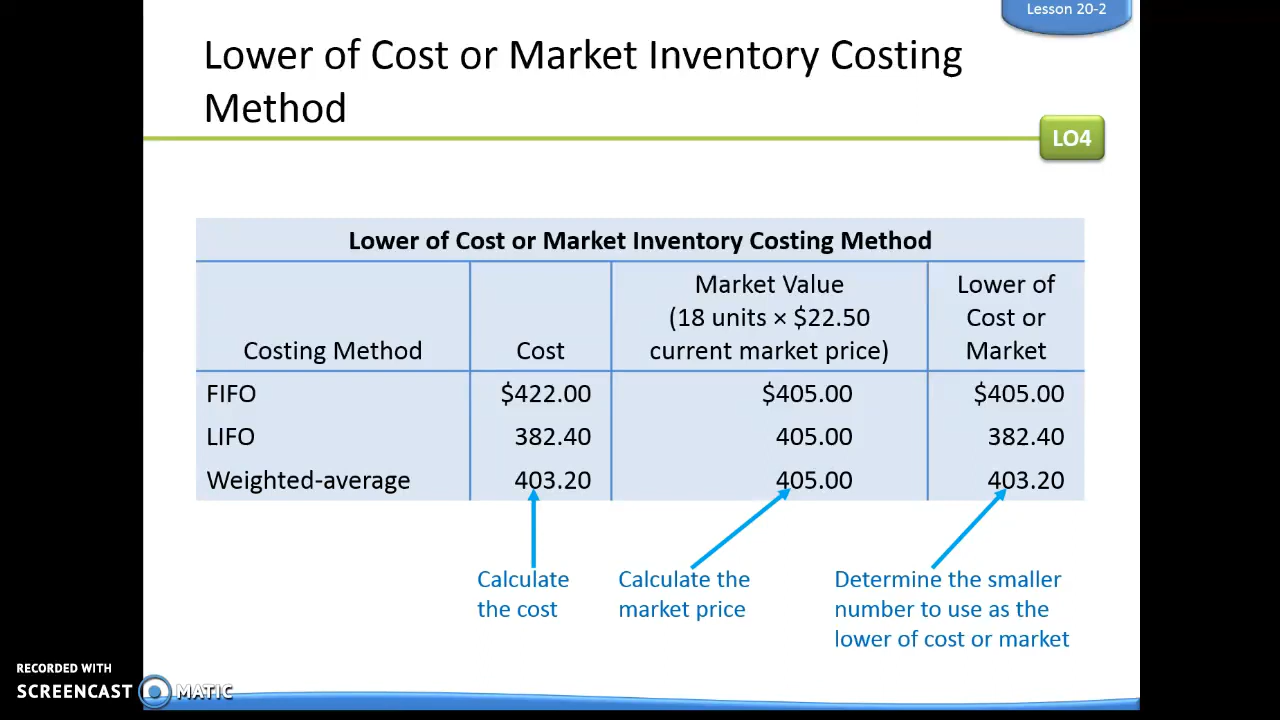 Lesson 20-2
Lower of Cost or Market Inventory Costing
Method
LO4
Lower of Cost or Market Inventory Costing Method
Costing Method
Cost
Market Value
(18 units × $22.50
current market price)
Lower of
Cost or
Market
FIFO $422.00 $405.00 $405.00
LIFO 382.40 405.00 382.40
Weighted-average 403.20 405.00 403.20
Calculate
the cost
Calculate the
market price
Determine the smaller
number to use as the
lower of cost or market
RECORDED WITH
SCREENCAST MATIC